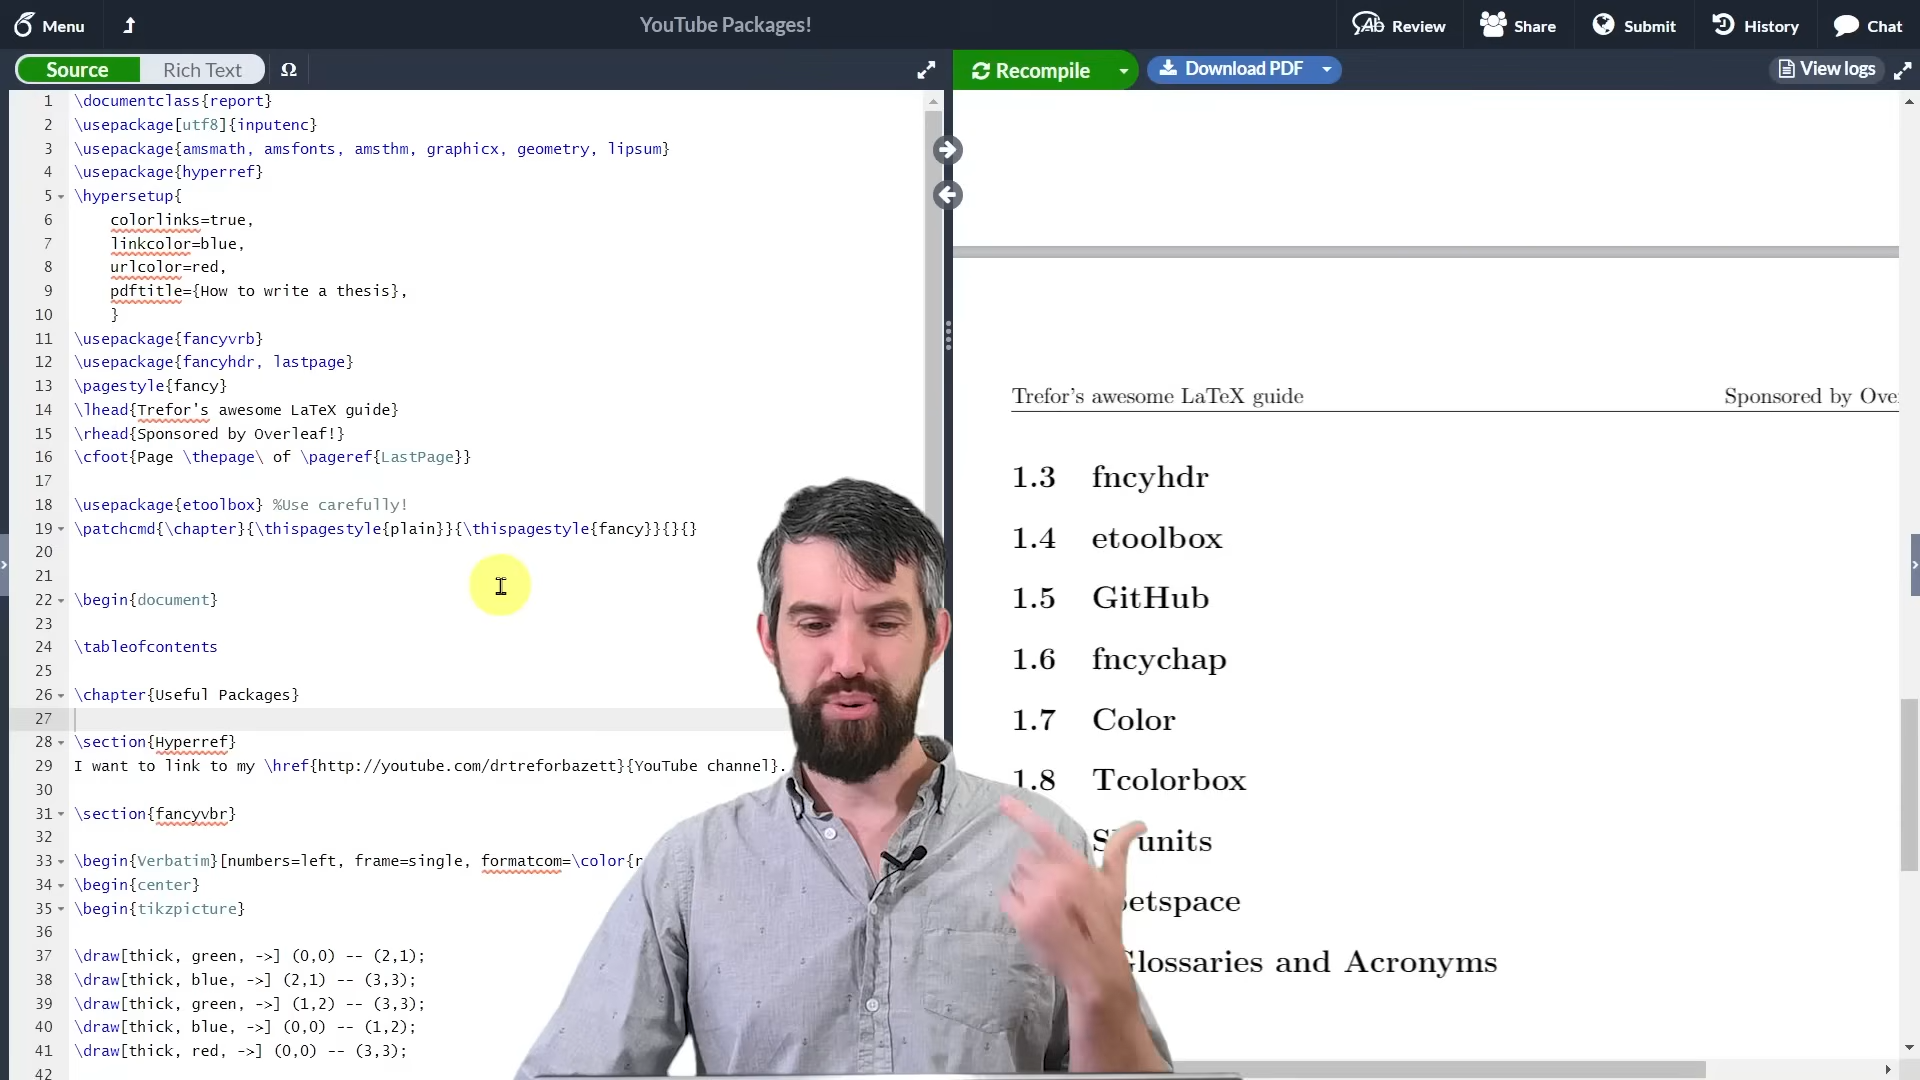 Menu
YouTube Packages!
Review
Share
Submit
History
Chat
Source
Rich Text
Ω
Recompile
Download PDF
View logs
1 \documentclass{report}
2 \usepackage[utf8]{inputenc}
3 \usepackage{amsmath, amsfonts, amsthm, graphicx, geometry, lipsum}
4 \usepackage{hyperref}
5 \hypersetup{
6 colorlinks=true,
7 linkcolor=blue,
8 urlcolor=red,
9 pdftitle={How to write a thesis},
10 }
11 \usepackage{fancyvrb}
12 \usepackage{fancyhdr, lastpage}
13 \pagestyle{fancy}
14 \lhead{Trefor's awesome LaTeX guide}
15 \rhead{Sponsored by Overleaf!}
16 \cfoot{Page \thepage\ of \pageref{LastPage}}
17
18 \usepackage{etoolbox} %Use carefully!
19 \patchcmd{\chapter}{\thispagestyle{plain}}{\thispagestyle{fancy}}{}{}
20
21
22 \begin{document}
23
24 \tableofcontents
25
26 \chapter{Useful Packages}
27
28 \section{Hyperref}
29 I want to link to my \href{http://youtube.com/drtreforbazett}{YouTube channel}.
30
31 \section{fancyvbr}
32
33 \begin{Verbatim}[numbers=left, frame=single, formatcom=\color{r
34 \begin{center}
35 \begin{tikzpicture}
36
37 \draw[thick, green, ->] (0,0) -- (2,1);
38 \draw[thick, blue, ->] (2,1) -- (3,3);
39 \draw[thick, green, ->] (1,2) -- (3,3);
40 \draw[thick, blue, ->] (0,0) -- (1,2);
41 \draw[thick, red, ->] (0,0) -- (3,3);
42
Trefor's awesome LaTeX guide
Sponsored by Over
1.3 fncyhdr
1.4 etoolbox
1.5 GitHub
1.6 fncychap
1.7 Color
1.8 Tcolorbox
units
etspace
lossaries and Acronyms